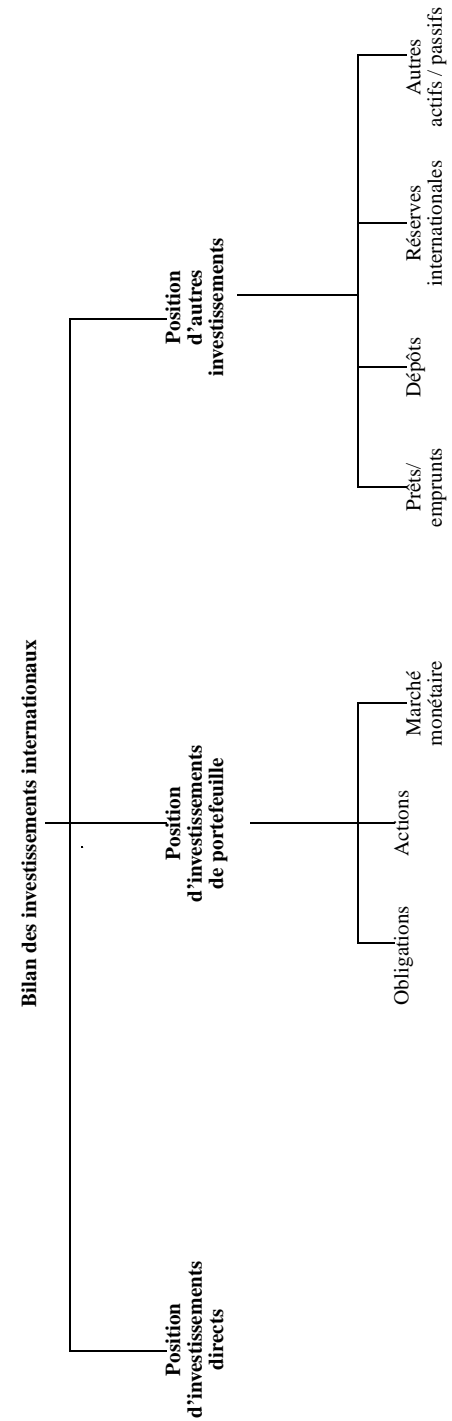 Bilan des investissements internationaux
Position
d’investissements
directs
Position
d’investissements
de portefeuille
Position
d’autres
investissements
Obligations
Actions
Marché
monétaire
Prêts/
emprunts
Dépôts
Réserves
internationales
Autres
actifs / passifs